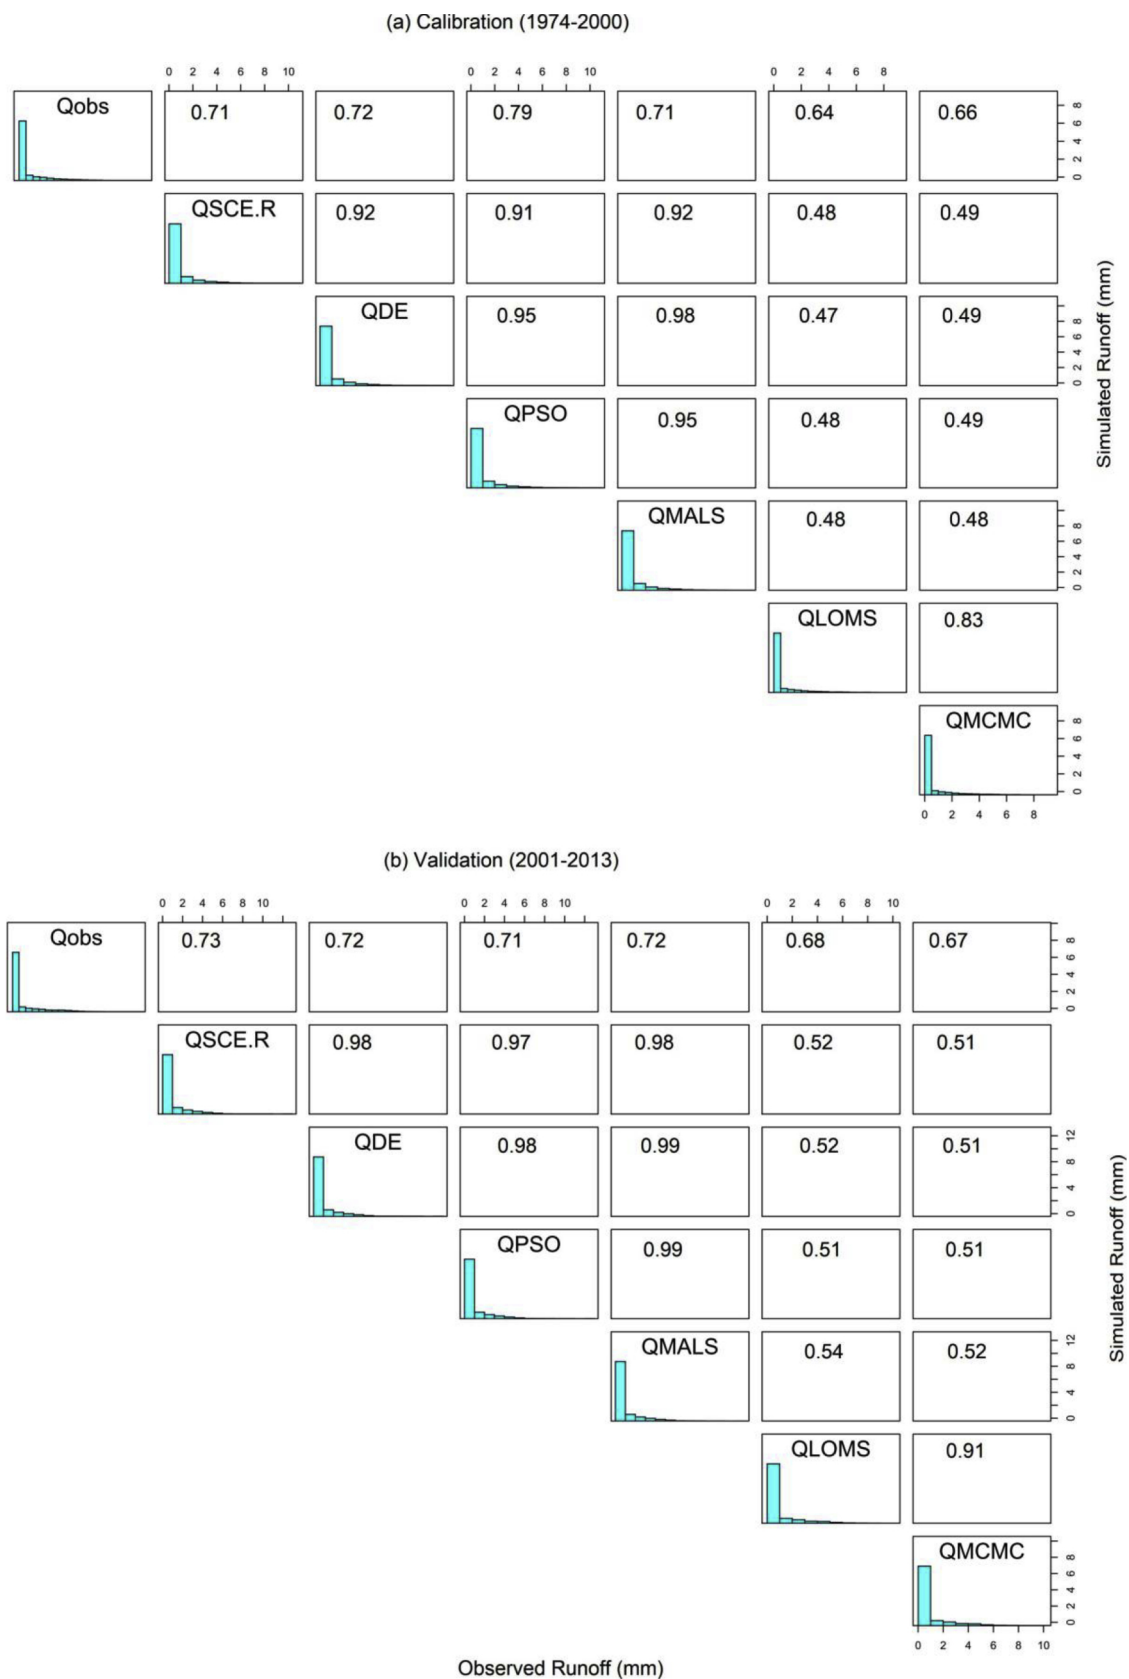 (a) Calibration (1974-2000)
0 2 4 6 8 10 0 2 4 6 8 10 0 2 4 6 8
Qobs 0.71 0.72 0.79 0.71 0.64 0.66
0 2 4 6 8
QSCE.R 0.92 0.91 0.92 0.48 0.49
QDE 0.95 0.98 0.47 0.49
0 2 4 6 8
QPSO 0.95 0.48 0.49
QMALS 0.48 0.48
0 2 4 6 8
QLOMS 0.83
QMCMC
0 2 4 6 8
0 2 4 6 8
Simulated Runoff (mm)
(b) Validation (2001-2013)
0 2 4 6 8 10 0 2 4 6 8 10 0 2 4 6 8 10
Qobs 0.73 0.72 0.71 0.72 0.68 0.67
0 2 4 6 8
QSCE.R 0.98 0.97 0.98 0.52 0.51
QDE 0.98 0.99 0.52 0.51
0 4 8 12
QPSO 0.99 0.51 0.51
QMALS 0.54 0.52
0 4 8 12
QLOMS 0.91
QMCMC
0 2 4 6 8
0 2 4 6 8 10
Simulated Runoff (mm)
Observed Runoff (mm)